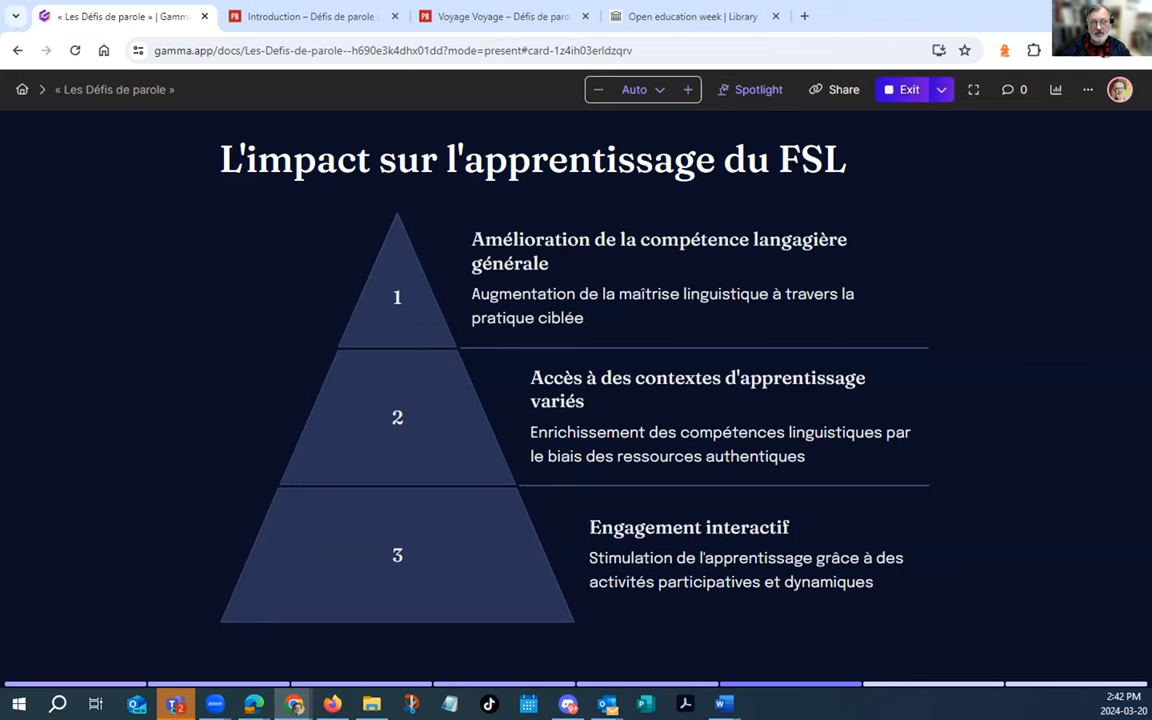 « Les Défis de parole » | Gamma
Introduction – Défis de parole
Voyage Voyage – Défis de paro
Open education week | Library
gamma.app/docs/Les-Defis-de-parole--h690e3k4dhx01dd?mode=present#card-1z4ih03erldzqrv
« Les Défis de parole »
Auto
Spotlight
Share
Exit
0
L'impact sur l'apprentissage du FSL
1
Amélioration de la compétence langagière
générale
Augmentation de la maîtrise linguistique à travers la
pratique ciblée
2
Accès à des contextes d'apprentissage
variés
Enrichissement des compétences linguistiques par
le biais des ressources authentiques
3
Engagement interactif
Stimulation de l'apprentissage grâce à des
activités participatives et dynamiques
2:42 PM
2024-03-20